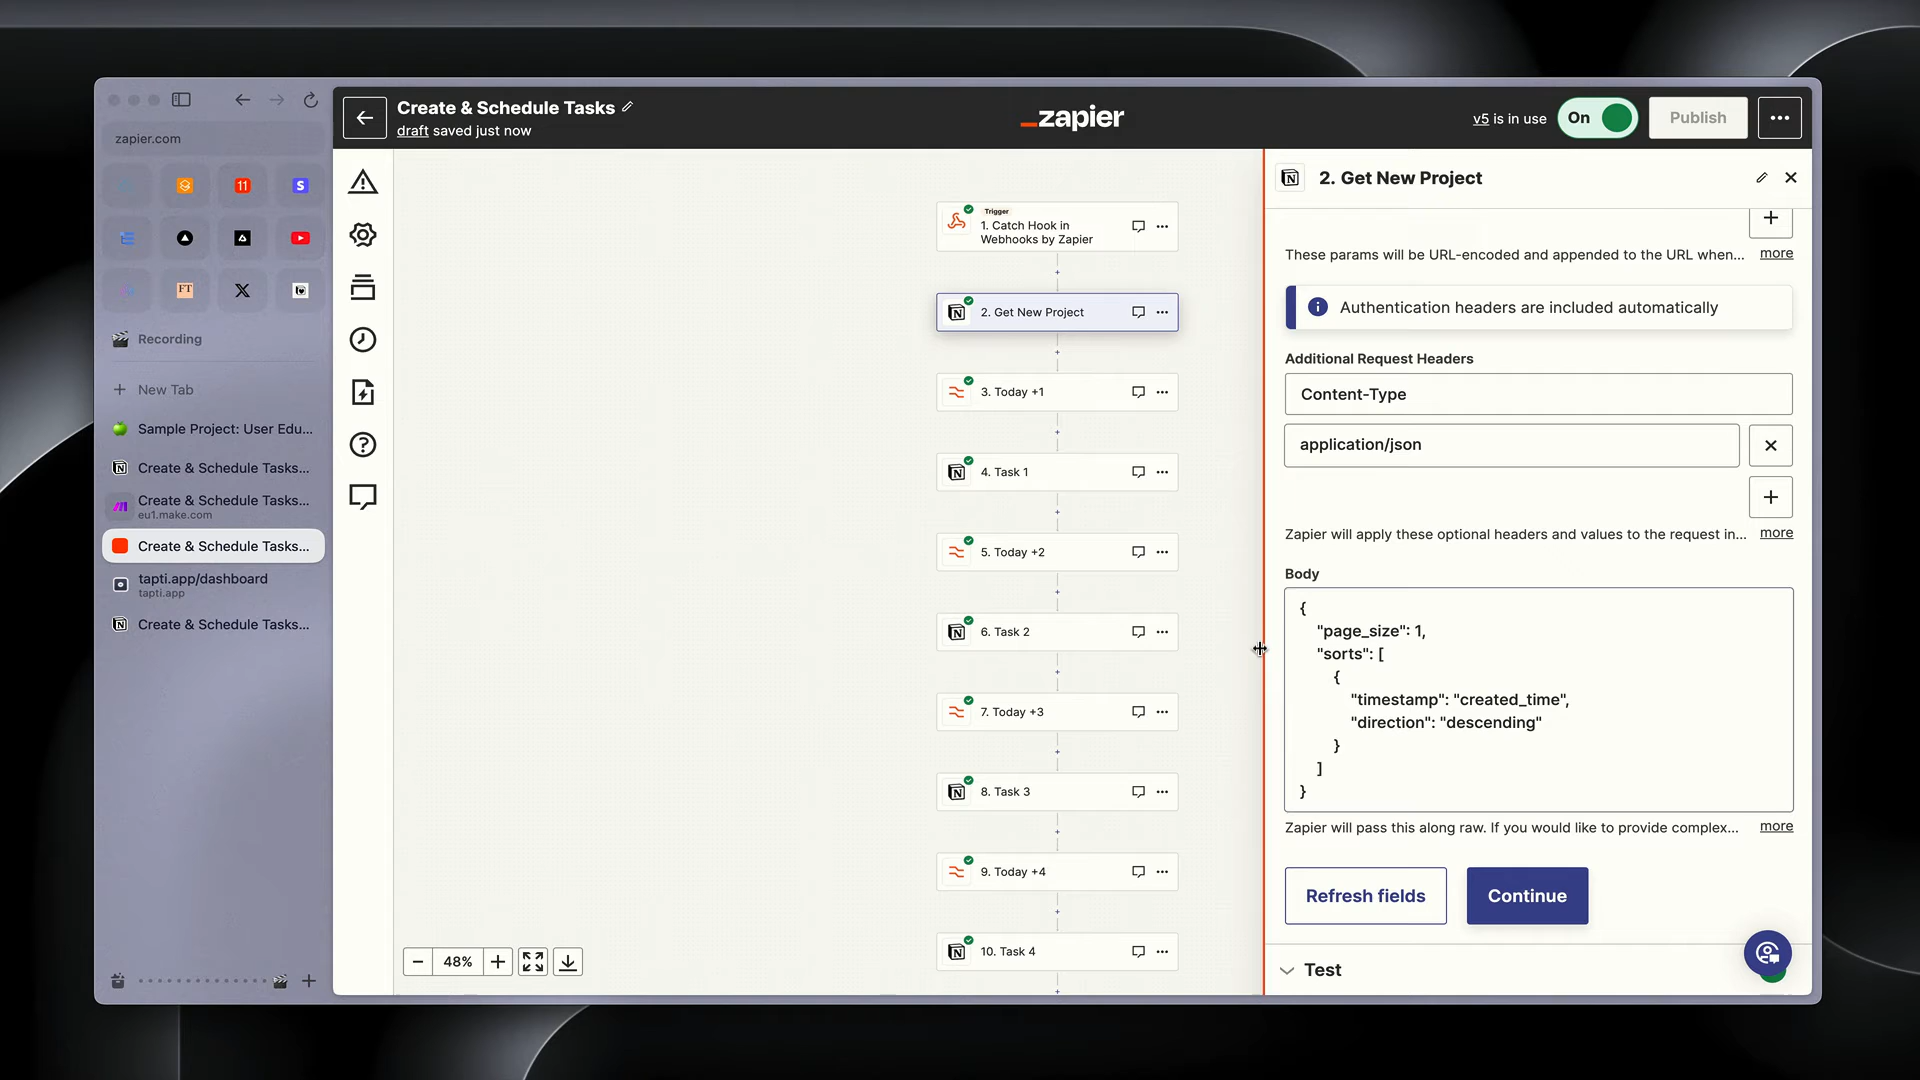 zapier.com
11
S
FT
X
Recording
New Tab
Sample Project: User Edu...
Create & Schedule Tasks...
Create & Schedule Tasks...
eu1.make.com
Create & Schedule Tasks...
tapti.app/dashboard
tapti.app
Create & Schedule Tasks...
Create & Schedule Tasks
draft saved just now
_zapier
v5 is in use
On
Publish
Trigger
1. Catch Hook in
Webhooks by Zapier
2. Get New Project
3. Today +1
4. Task 1
5. Today +2
6. Task 2
7. Today +3
8. Task 3
9. Today +4
10. Task 4
48%
2. Get New Project
These params will be URL-encoded and appended to the URL when... more
Authentication headers are included automatically
Additional Request Headers
Content-Type
application/json
Zapier will apply these optional headers and values to the request in... more
Body
{
"page_size": 1,
"sorts": [
{
"timestamp": "created_time",
"direction": "descending"
}
]
}
Zapier will pass this along raw. If you would like to provide complex... more
Refresh fields
Continue
Test